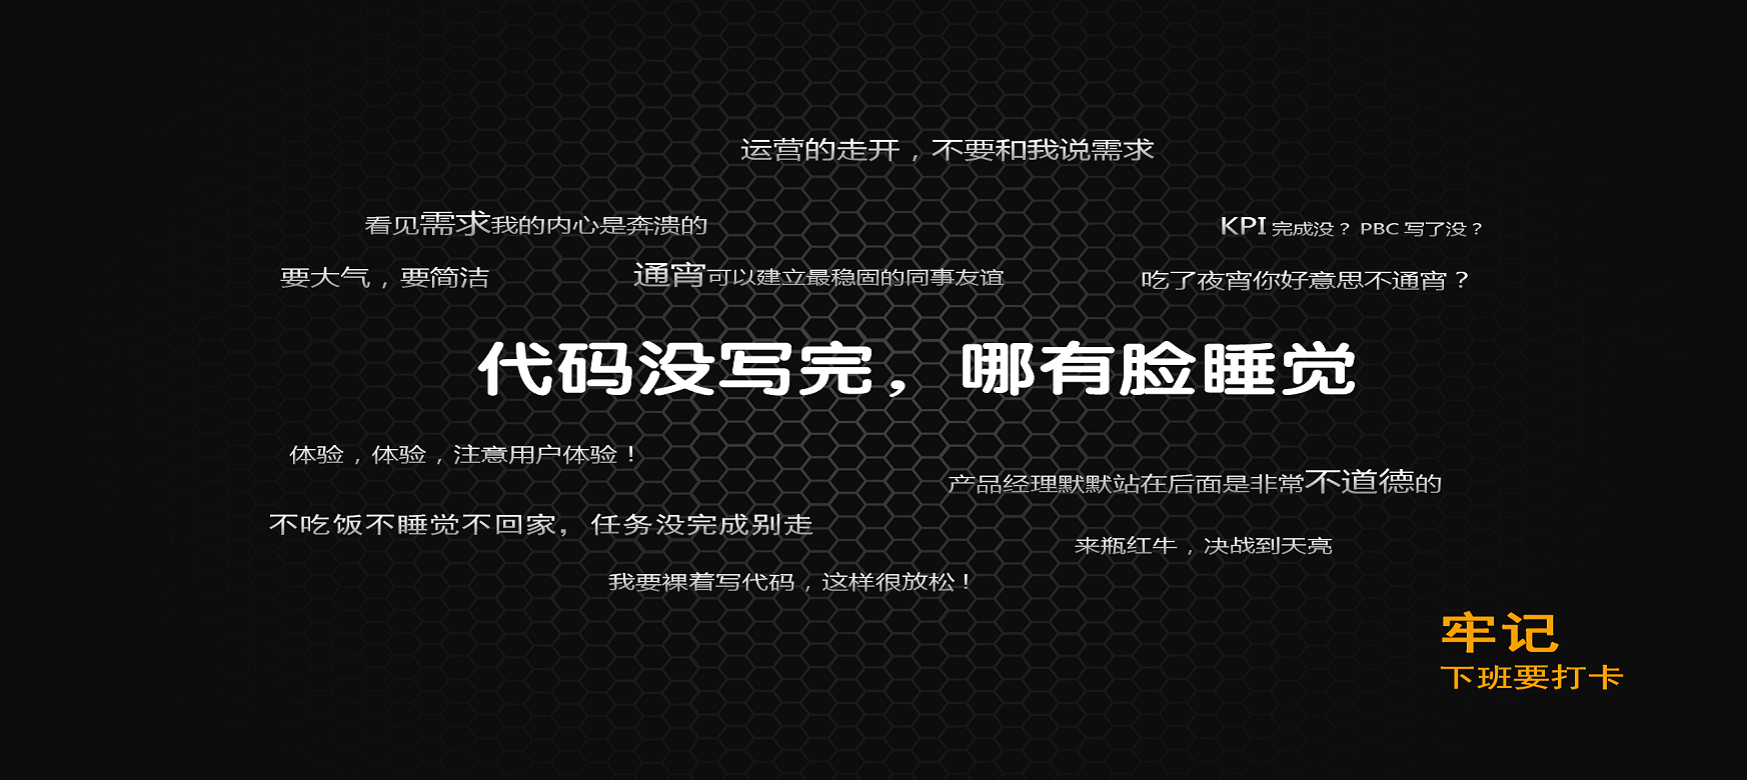 运营的走开，不要和我说需求
看见需求我的内心是奔溃的
KPI 完成没？ PBC 写了没？
要大气，要简洁
通宵可以建立最稳固的同事友谊
吃了夜宵你好意思不通宵？
代码没写完，哪有脸睡觉
体验，体验，注意用户体验！
产品经理默默站在后面是非常不道德的
不吃饭不睡觉不回家，任务没完成别走
来瓶红牛，决战到天亮
我要裸着写代码，这样很放松！
牢记
下班要打卡